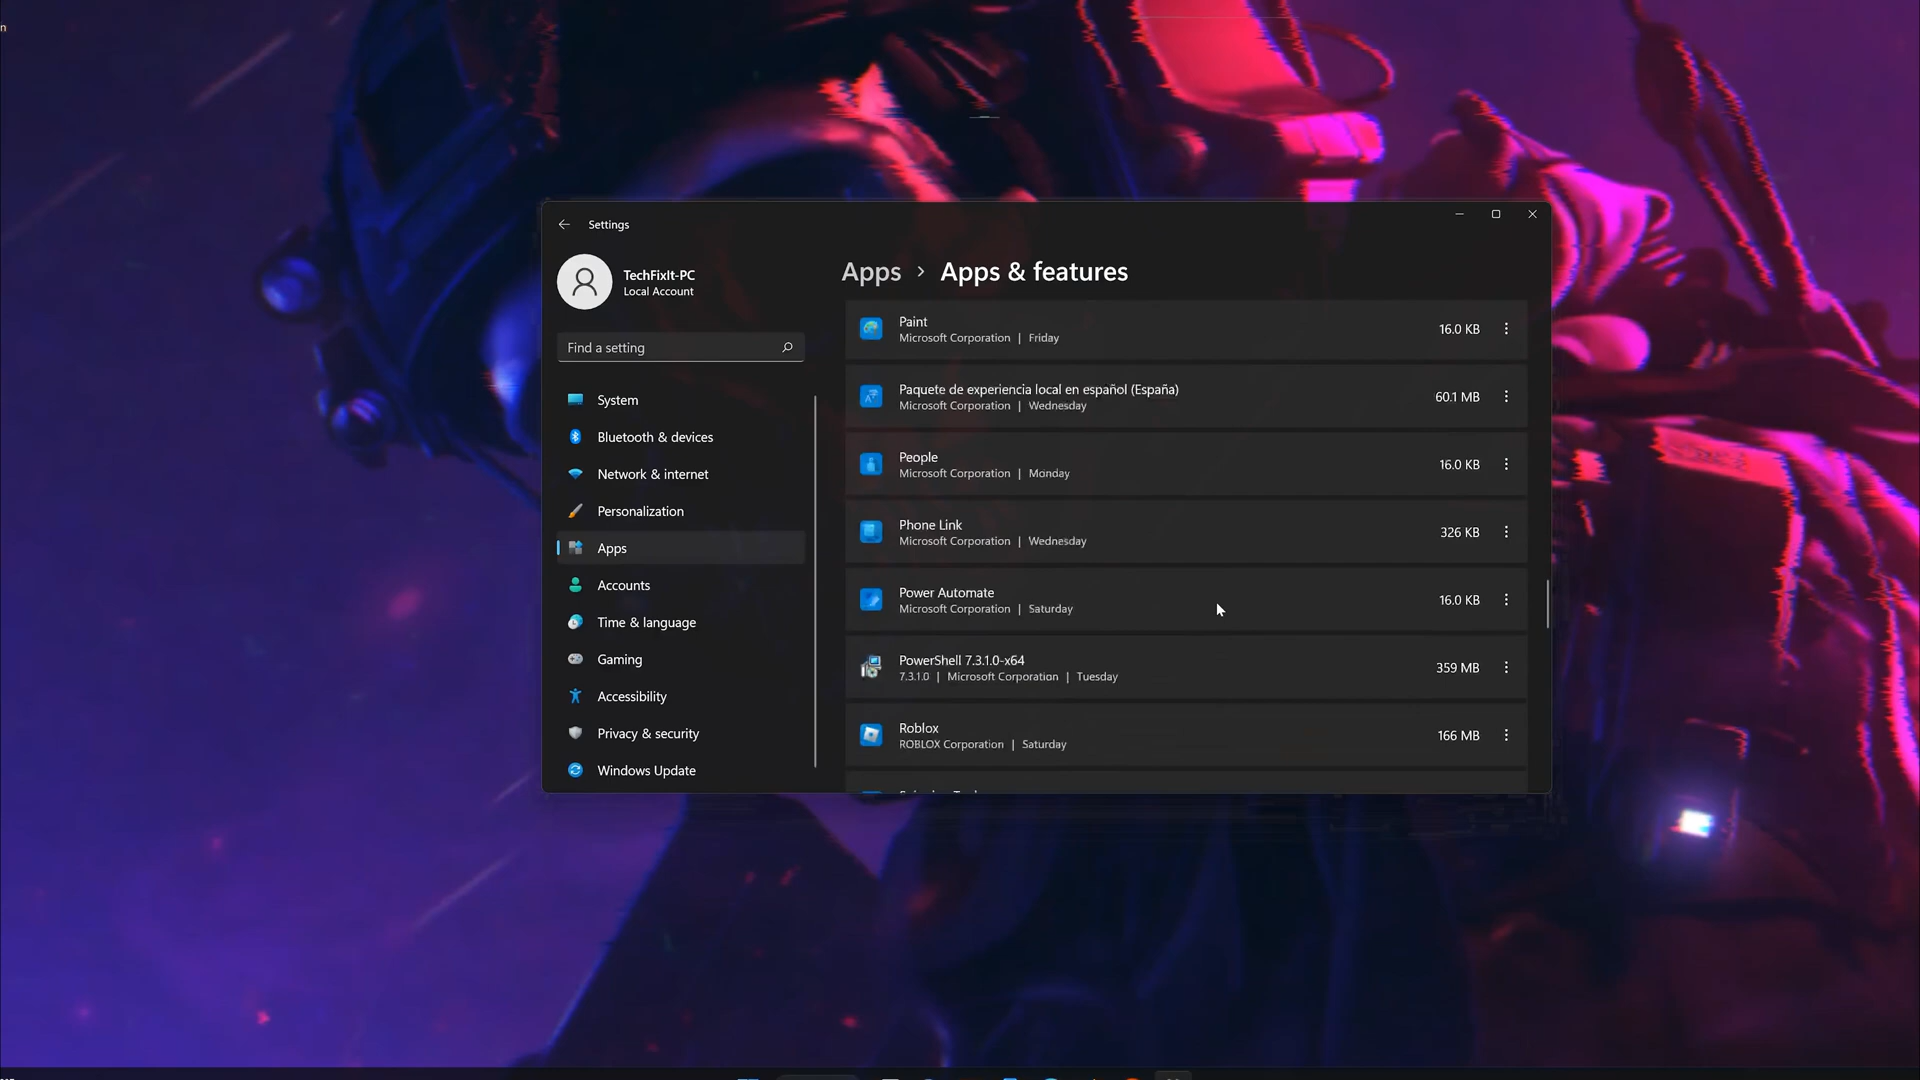 n
Settings
TechFixIt-PC
Local Account
Find a setting
System
Bluetooth & devices
Network & internet
Personalization
Apps
Accounts
Time & language
Gaming
Accessibility
Privacy & security
Windows Update
Apps > Apps & features
Paint
Microsoft Corporation | Friday
16.0 KB
Paquete de experiencia local en español (España)
Microsoft Corporation | Wednesday
60.1 MB
People
Microsoft Corporation | Monday
16.0 KB
Phone Link
Microsoft Corporation | Wednesday
326 KB
Power Automate
Microsoft Corporation | Saturday
16.0 KB
PowerShell 7.3.1.0-x64
7.3.1.0 | Microsoft Corporation | Tuesday
359 MB
Roblox
ROBLOX Corporation | Saturday
166 MB